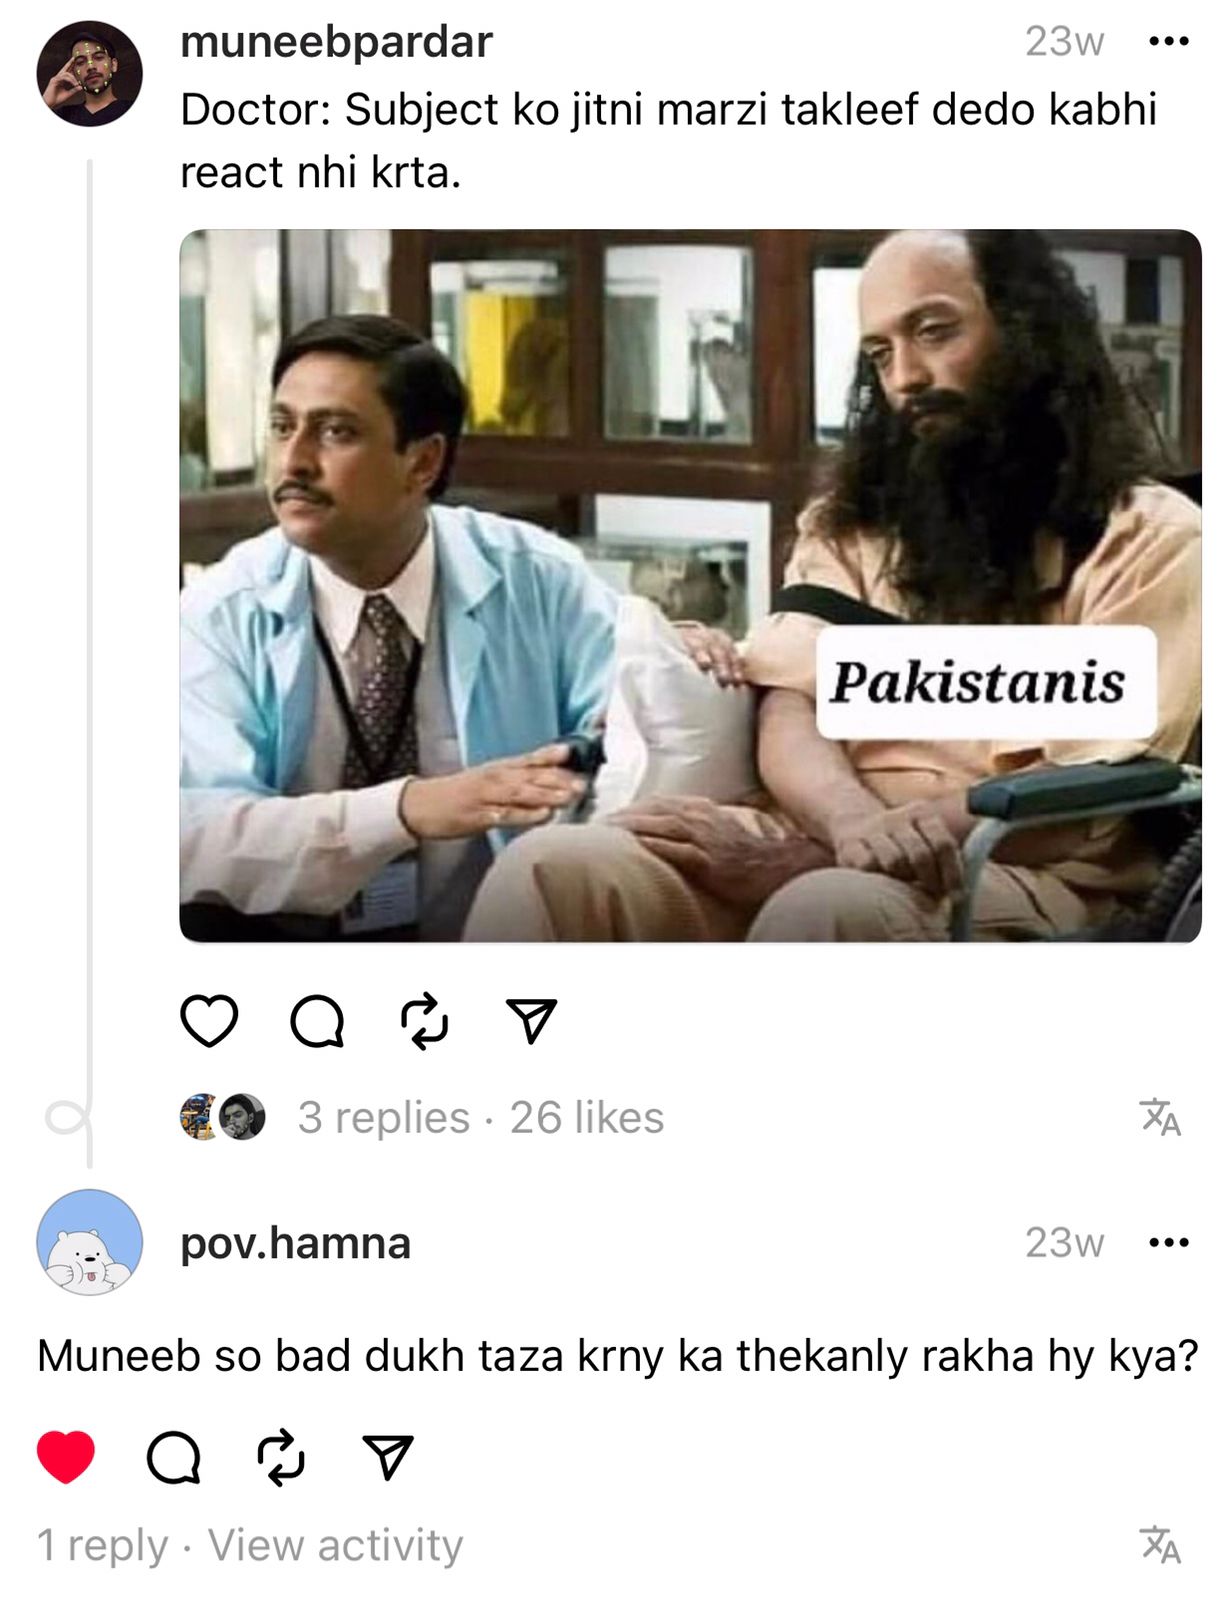 muneebpardar
23w
Doctor: Subject ko jitni marzi takleef dedo kabhi
react nhi krta.
Pakistanis
3 replies · 26 likes
pov.hamna
23w
Muneeb so bad dukh taza krny ka thekanly rakha hy kya?
1 reply · View activity